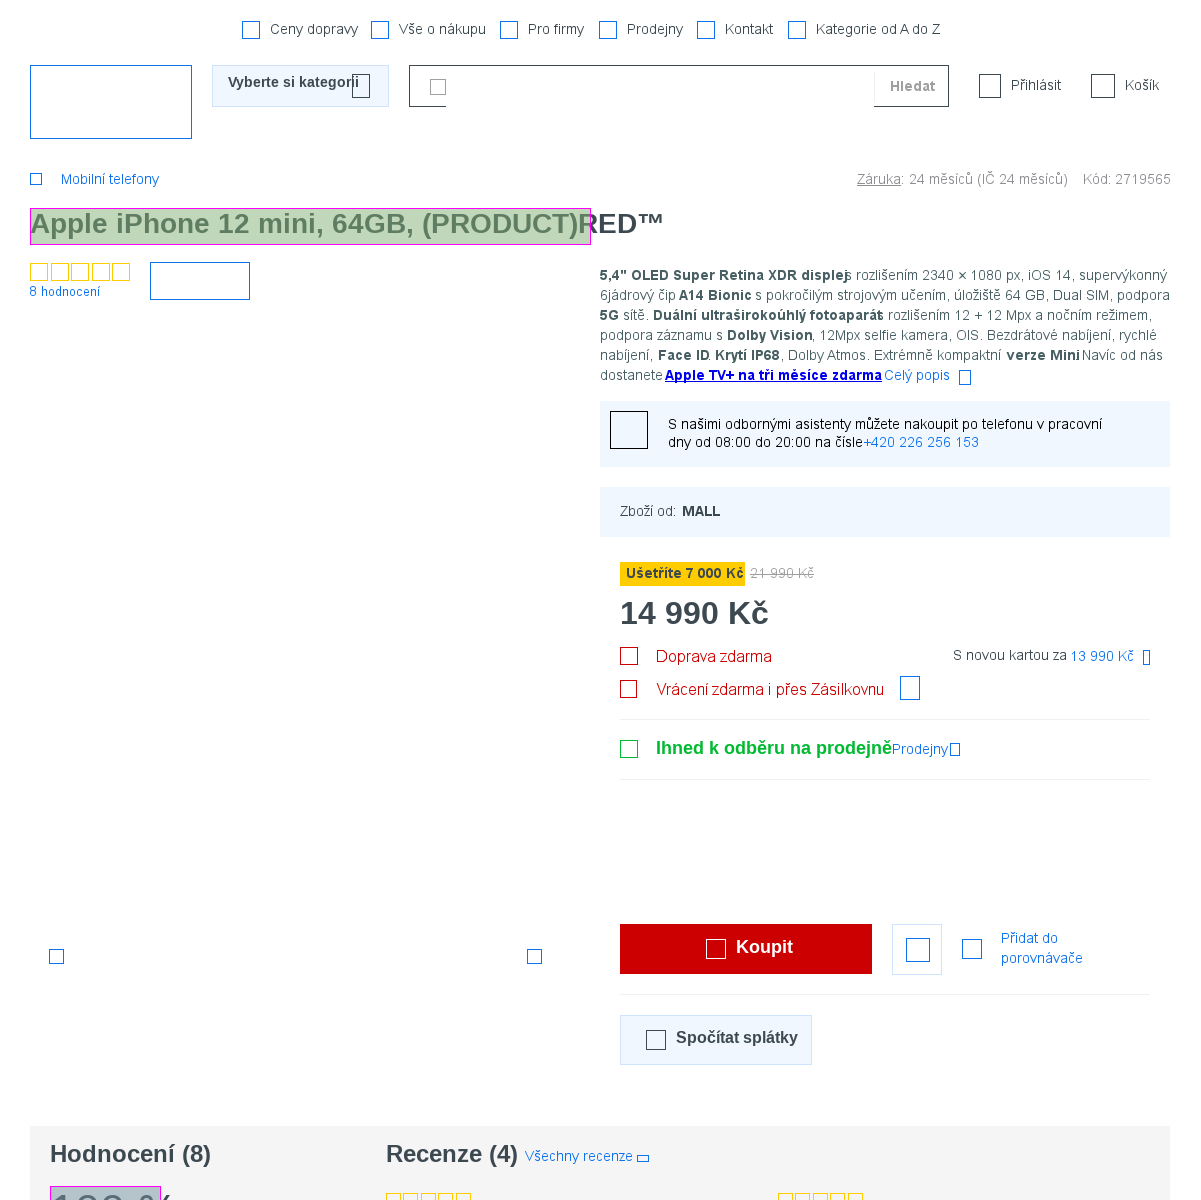 Ceny dopravy Vše o nákupu Pro firmy Prodejny Kontakt Kategorie od A do Z
Vyberte si kategorii Hledat Přihlásit Košík
Mobilní telefony Záruka: 24 měsíců (IČ 24 měsíců) Kód: 2719565
Apple iPhone 12 mini, 64GB, (PRODUCT)RED™
8 hodnocení
5,4" OLED Super Retina XDR displej s rozlišením 2340 × 1080 px, iOS 14, supervýkonný
6jádrový čip A14 Bionic s pokročilým strojovým učením, úložiště 64 GB, Dual SIM, podpora
5G sítě. Duální ultraširokoúhlý fotoaparát s rozlišením 12 + 12 Mpx a nočním režimem,
podpora záznamu s Dolby Vision, 12Mpx selfie kamera, OIS. Bezdrátové nabíjení, rychlé
nabíjení, Face ID. Krytí IP68, Dolby Atmos. Extrémně kompaktní verze Mini Navíc od nás
dostanete Apple TV+ na tři měsíce zdarma Celý popis
S našimi odbornými asistenty můžete nakoupit po telefonu v pracovní
dny od 08:00 do 20:00 na čísle +420 226 256 153
Zboží od: MALL
Ušetříte 7 000 Kč 21 990 Kč
14 990 Kč
Doprava zdarma S novou kartou za 13 990 Kč
Vrácení zdarma i přes Zásilkovnu
Ihned k odběru na prodejně Prodejny
Koupit Přidat do
porovnávače
Spočítat splátky
Hodnocení (8) Recenze (4) Všechny recenze